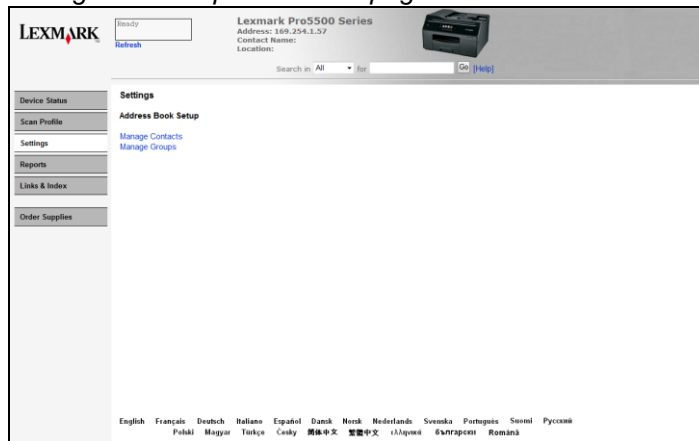 LEXMARK
Ready
Refresh
Lexmark Pro5500 Series
Address: 169.254.1.57
Contact Name:
Location:
Search in All for Go [Help]
Device Status
Scan Profile
Settings
Reports
Links & Index
Order Supplies
Settings
Address Book Setup
Manage Contacts
Manage Groups
English Français Deutsch Italiano Español Dansk Norsk Nederlands Svenska Português Suomi Русский
Polski Magyar Türkçe Česky 简体中文 繁體中文 ελληνικά български Română